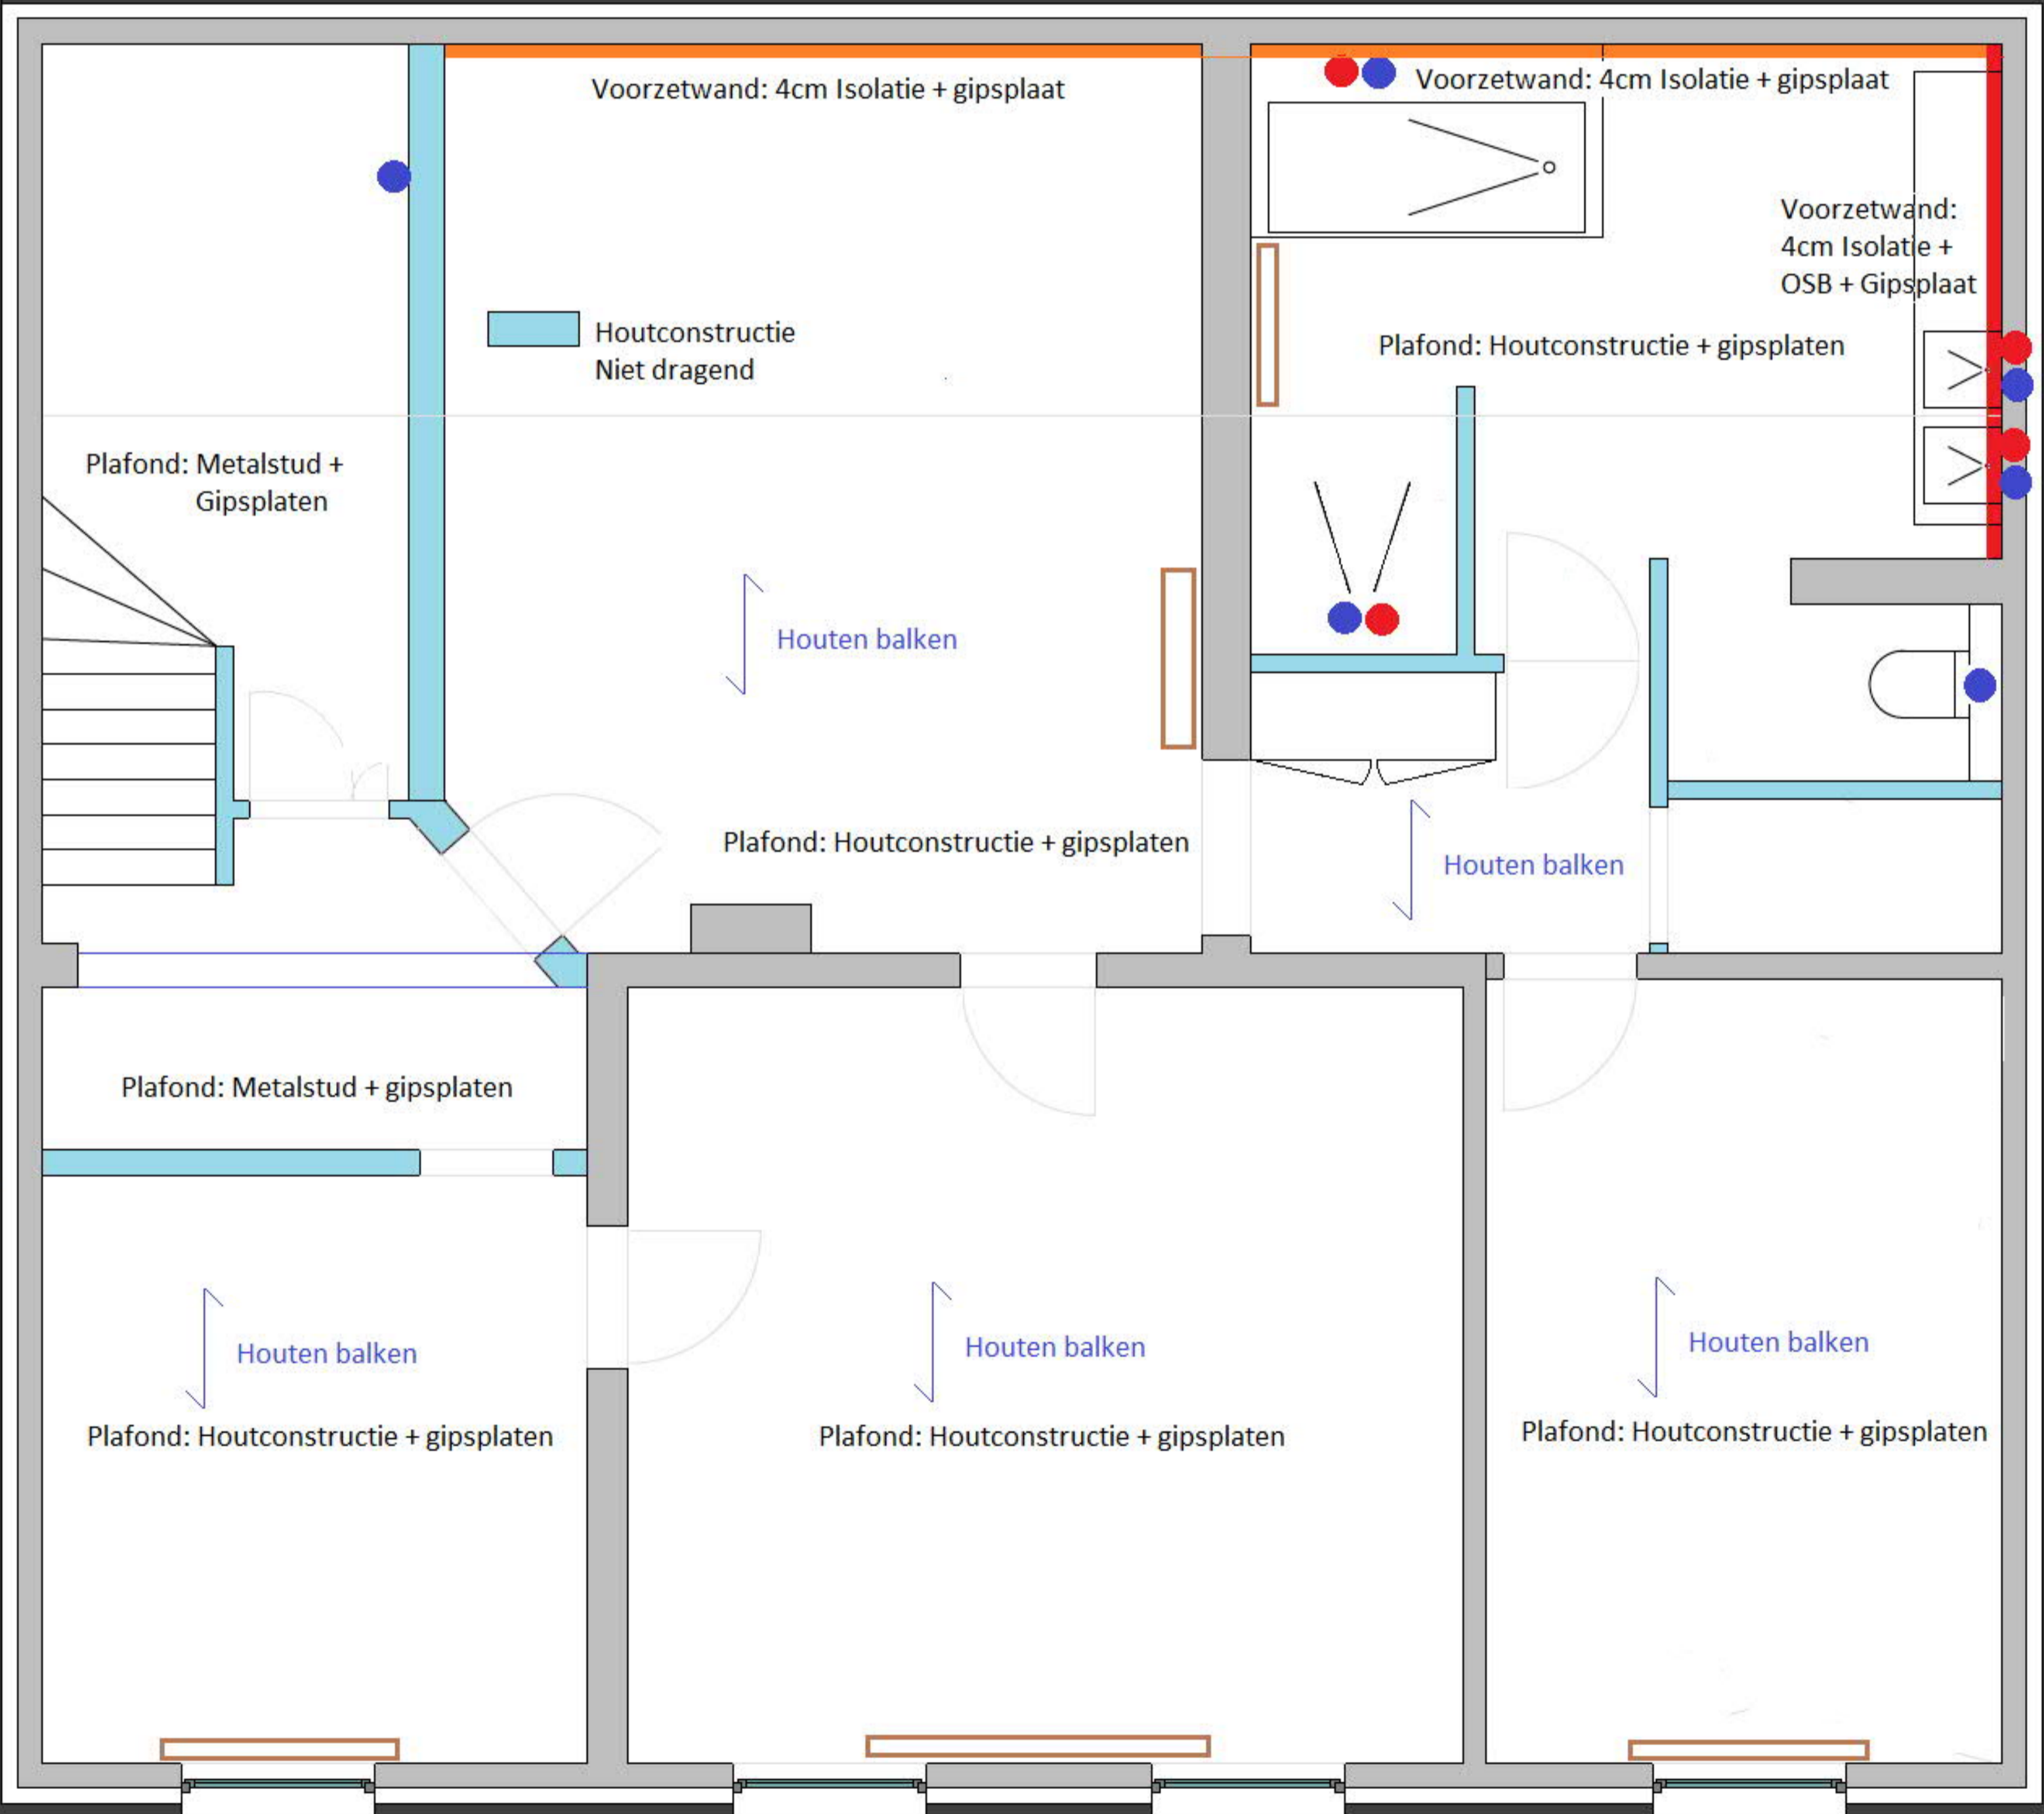 Voorzetwand: 4cm Isolatie + gipsplaat
Voorzetwand: 4cm Isolatie + gipsplaat
Voorzetwand:
4cm Isolatie +
OSB + Gipsplaat
Houtconstructie
Niet dragend
Plafond: Houtconstructie + gipsplaten
Plafond: Metalstud +
Gipsplaten
Houten balken
Plafond: Houtconstructie + gipsplaten
Houten balken
Plafond: Metalstud + gipsplaten
Houten balken
Plafond: Houtconstructie + gipsplaten
Houten balken
Plafond: Houtconstructie + gipsplaten
Houten balken
Plafond: Houtconstructie + gipsplaten